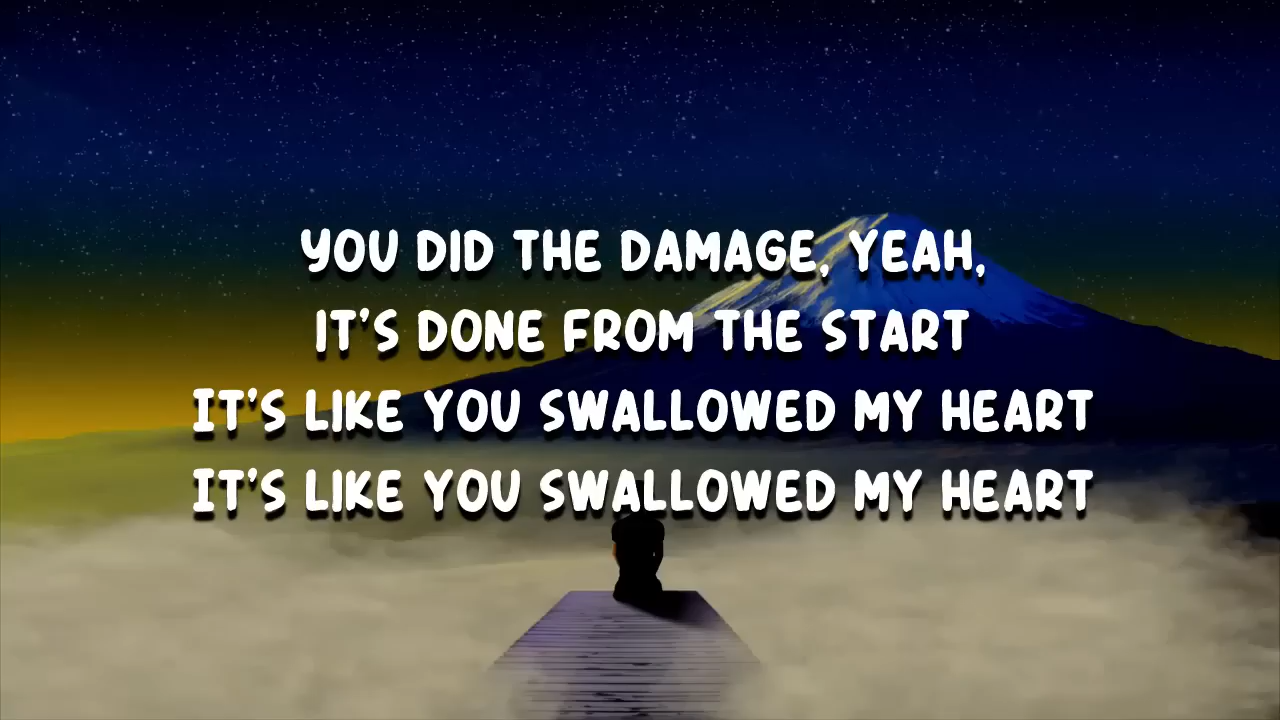 YOU DID THE DAMAGE, YEAH,
IT'S DONE FROM THE START
IT'S LIKE YOU SWALLOWED MY HEART
IT'S LIKE YOU SWALLOWED MY HEART